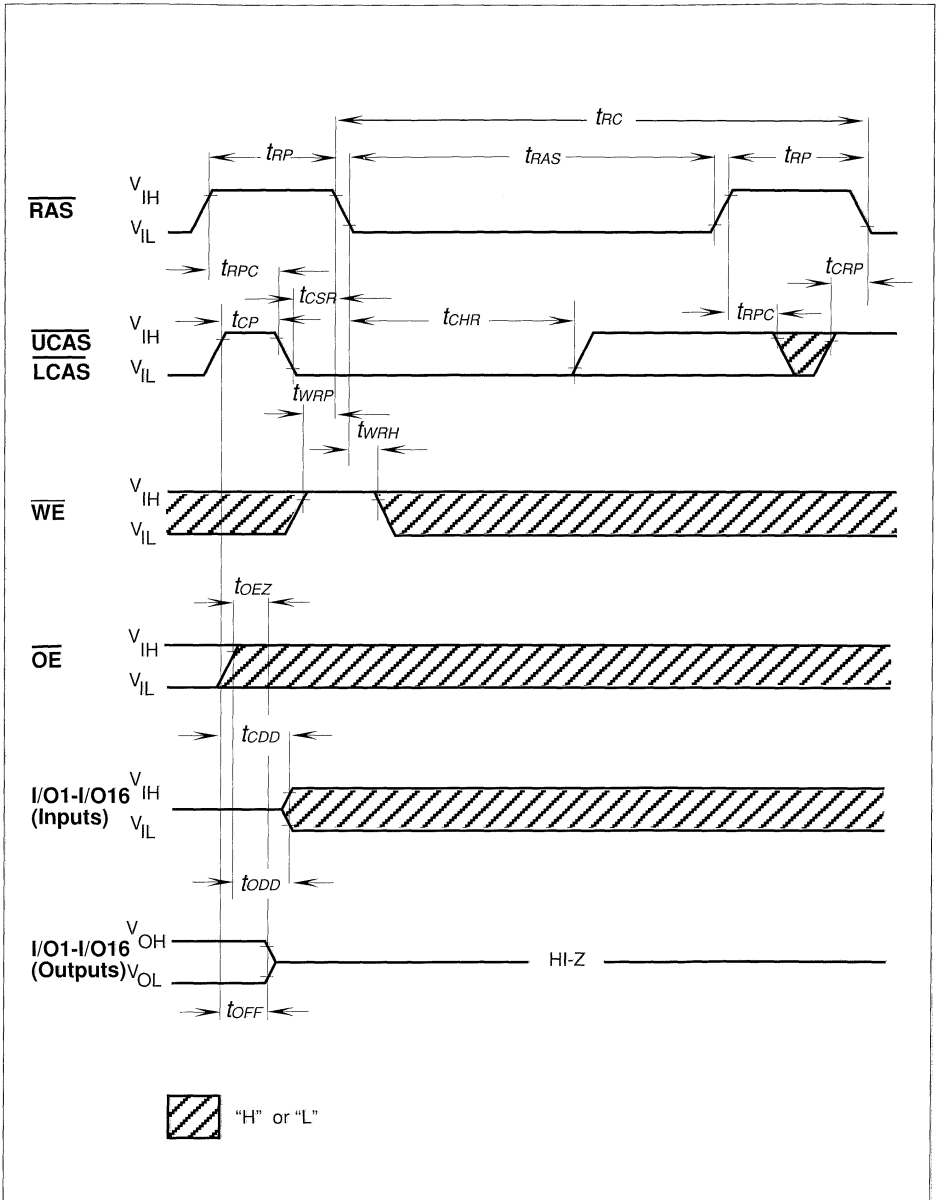 tRC
tRP
tRAS
tRP
RAS
VIH
VIL
tRPC
tCRP
tCSR
tCP
tCHR
tRPC
UCAS
LCAS
VIH
VIL
tWRP
tWRH
WE
VIH
VIL
tOEZ
OE
VIH
VIL
tCDD
I/O1-I/O16
(Inputs)
VIH
VIL
tODD
I/O1-I/O16
(Outputs)
VOH
VOL
HI-Z
tOFF
“H” or “L”